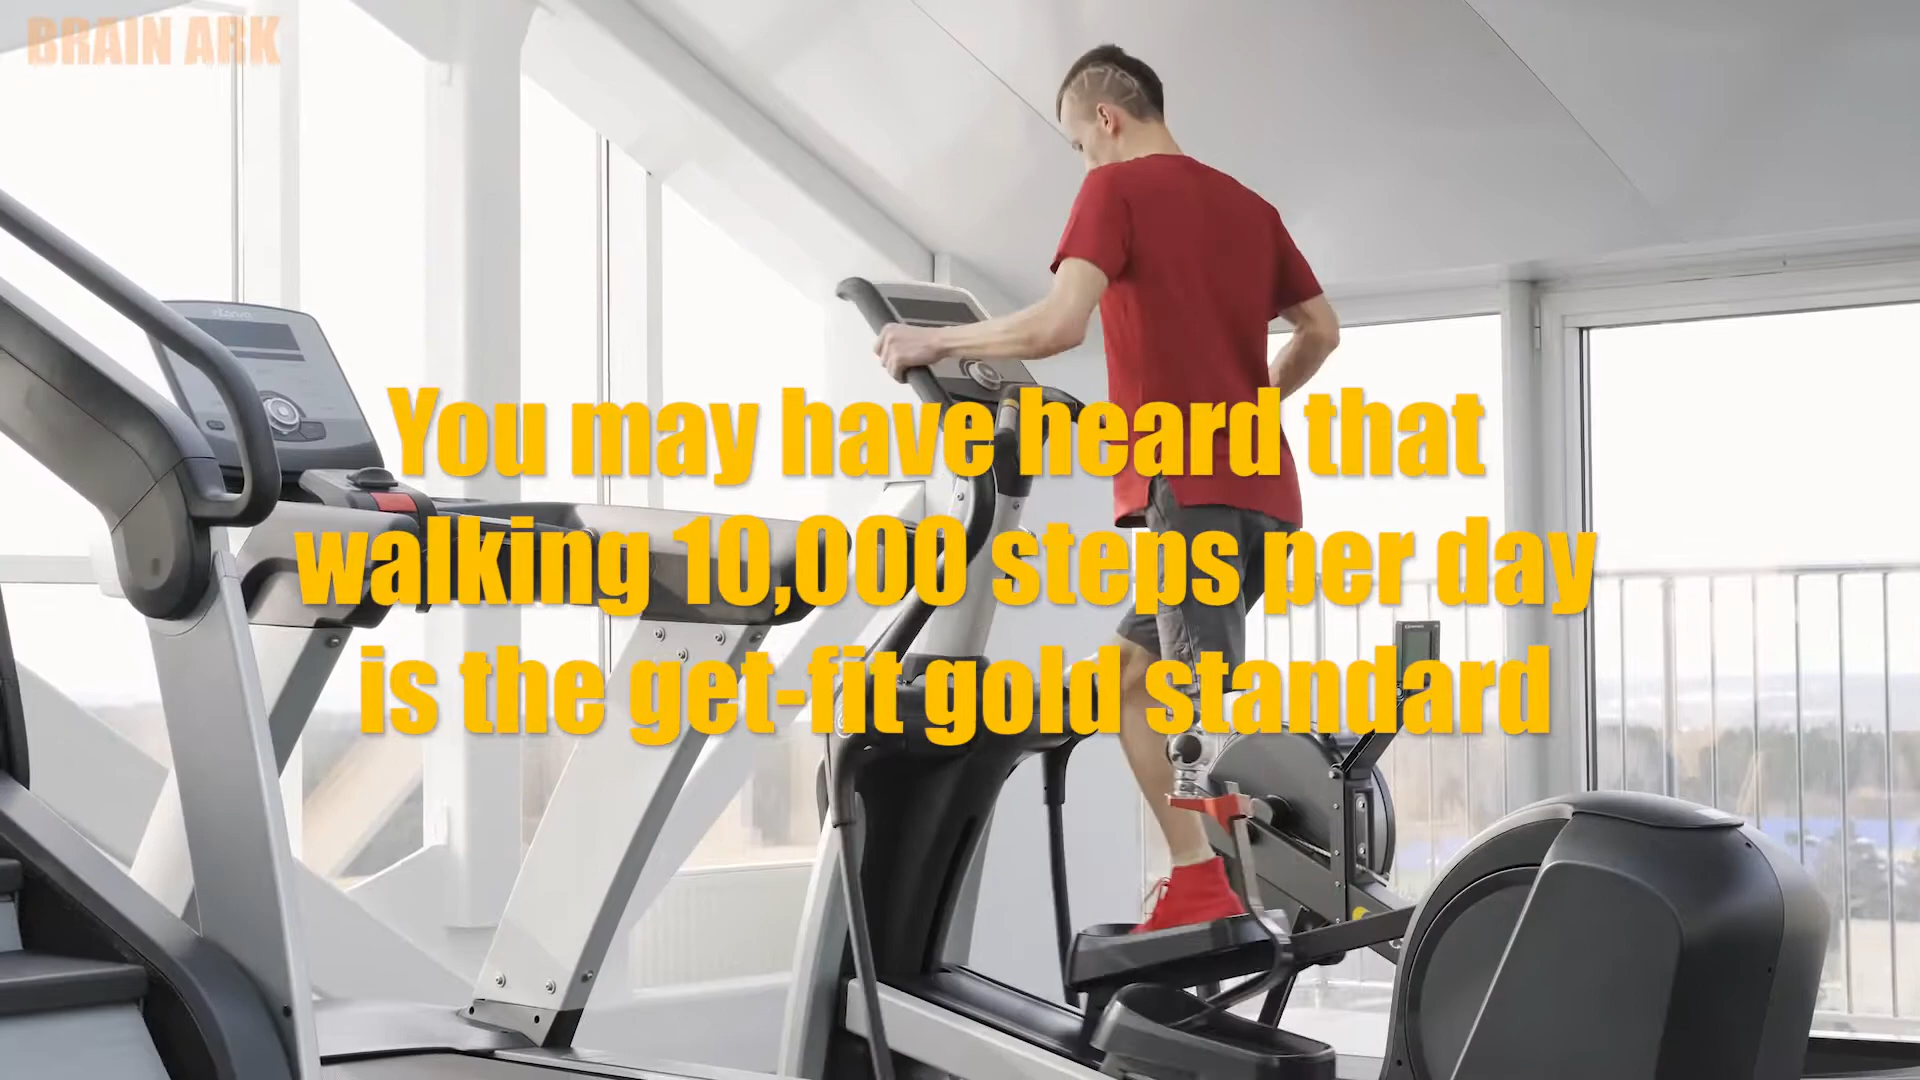 BRAIN ARK
You may have heard that
walking 10,000 steps per day
is the get-fit gold standard